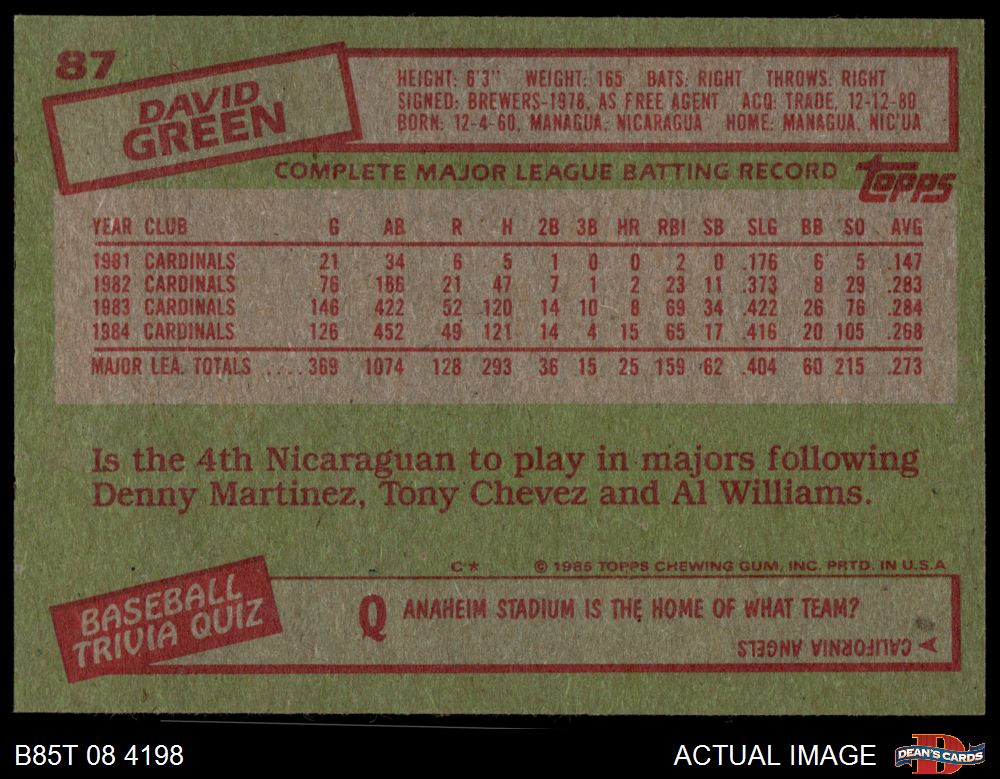 87
DAVID
GREEN
HEIGHT: 6'3" WEIGHT: 165 BATS: RIGHT THROWS: RIGHT
SIGNED: BREWERS-1978, AS FREE AGENT ACQ: TRADE, 12-12-80
BORN: 12-4-60, MANAGUA, NICARAGUA HOME: MANAGUA, NIC'UA
COMPLETE MAJOR LEAGUE BATTING RECORD
Topps
YEAR CLUB G AB R H 2B 3B HR RBI SB SLG BB SO AVG
1981 CARDINALS 21 34 6 5 1 0 0 2 0 .176 6 5 .147
1982 CARDINALS 76 166 21 47 7 1 2 23 11 .373 8 29 .283
1983 CARDINALS 146 422 52 120 14 10 8 69 34 .422 26 76 .284
1984 CARDINALS 126 452 49 121 14 4 15 65 17 .416 20 105 .268
MAJOR LEA. TOTALS ....369 1074 128 293 36 15 25 159 62 .404 60 215 .273
Is the 4th Nicaraguan to play in majors following
Denny Martinez, Tony Chevez and Al Williams.
C* © 1985 TOPPS CHEWING GUM, INC. PRTD. IN U.S.A
BASEBALL
TRIVIA QUIZ
Q ANAHEIM STADIUM IS THE HOME OF WHAT TEAM?
A CALIFORNIA ANGELS
B85T 08 4198
ACTUAL IMAGE
D
DEAN'S CARDS